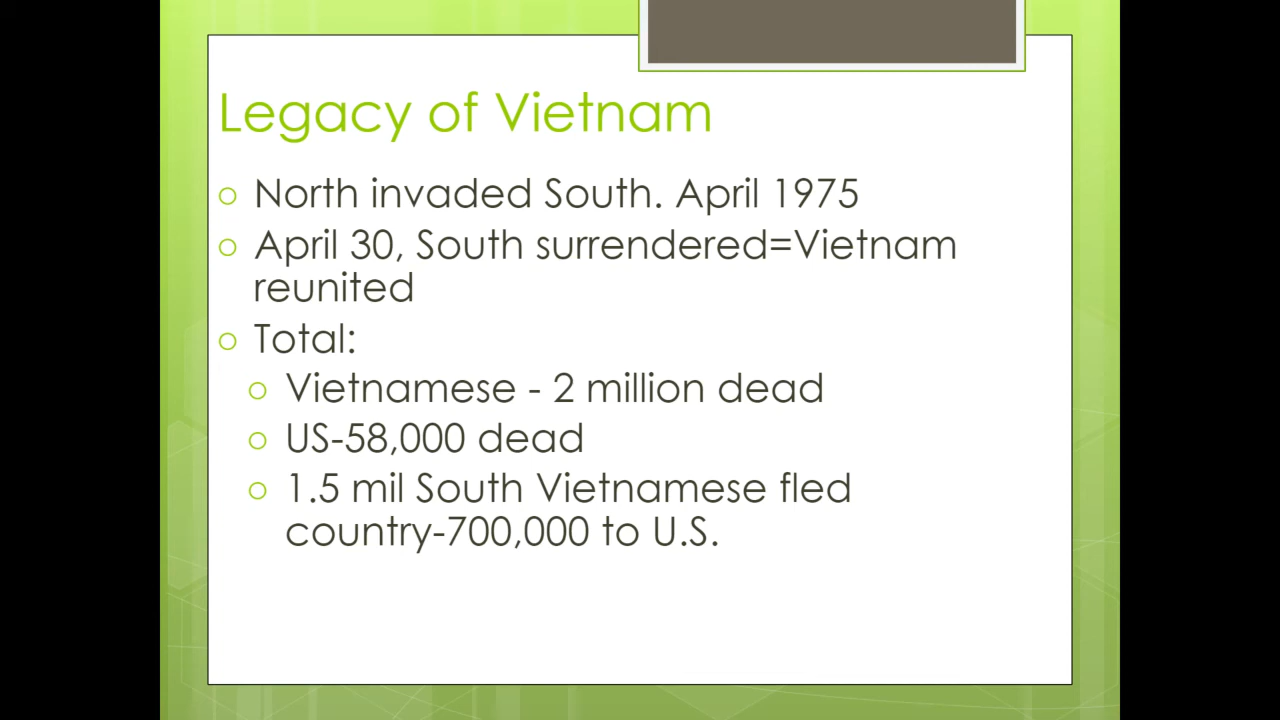 Legacy of Vietnam
○ North invaded South. April 1975
○ April 30, South surrendered=Vietnam
reunited
○ Total:
○ Vietnamese - 2 million dead
○ US-58,000 dead
○ 1.5 mil South Vietnamese fled
country-700,000 to U.S.